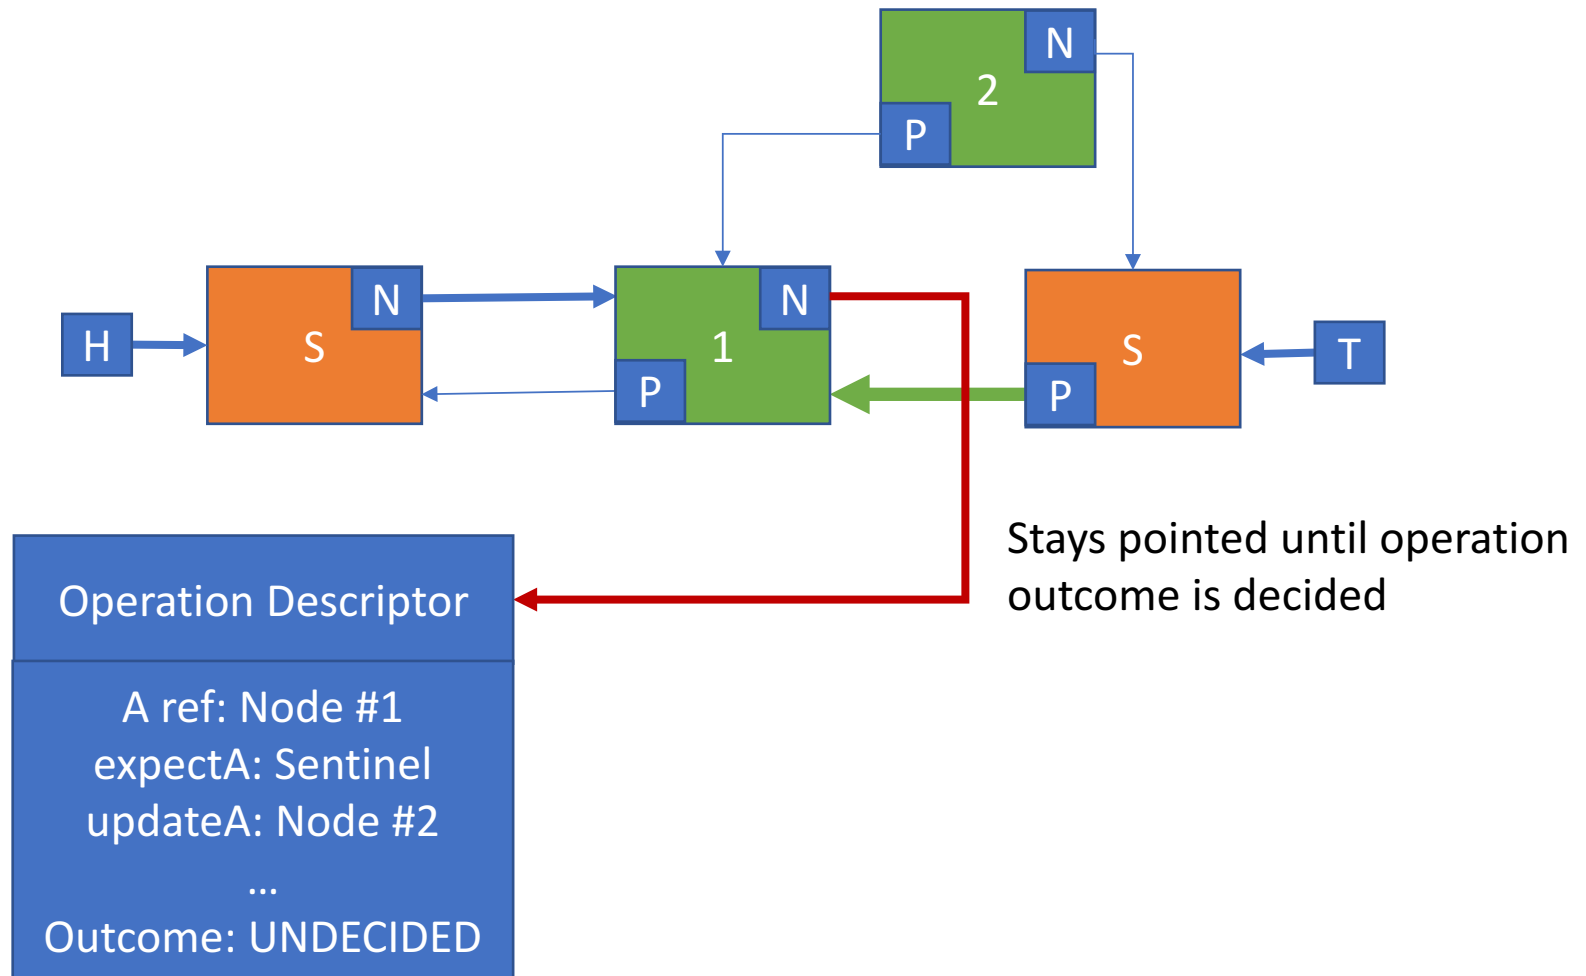 N
2
P
N
N
H
S
1
S
T
P
P
Stays pointed until operation
outcome is decided
Operation Descriptor
A ref: Node #1
expectA: Sentinel
updateA: Node #2
...
Outcome: UNDECIDED